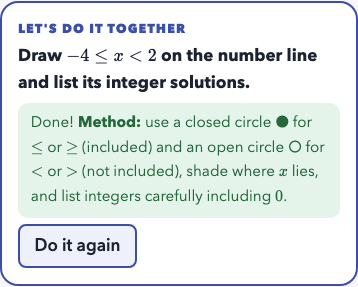 LET'S DO IT TOGETHER
Draw −4 ≤ x < 2 on the number line
and list its integer solutions.
Done! Method: use a closed circle ● for
≤ or ≥ (included) and an open circle ○ for
< or > (not included), shade where x lies,
and list integers carefully including 0.
Do it again